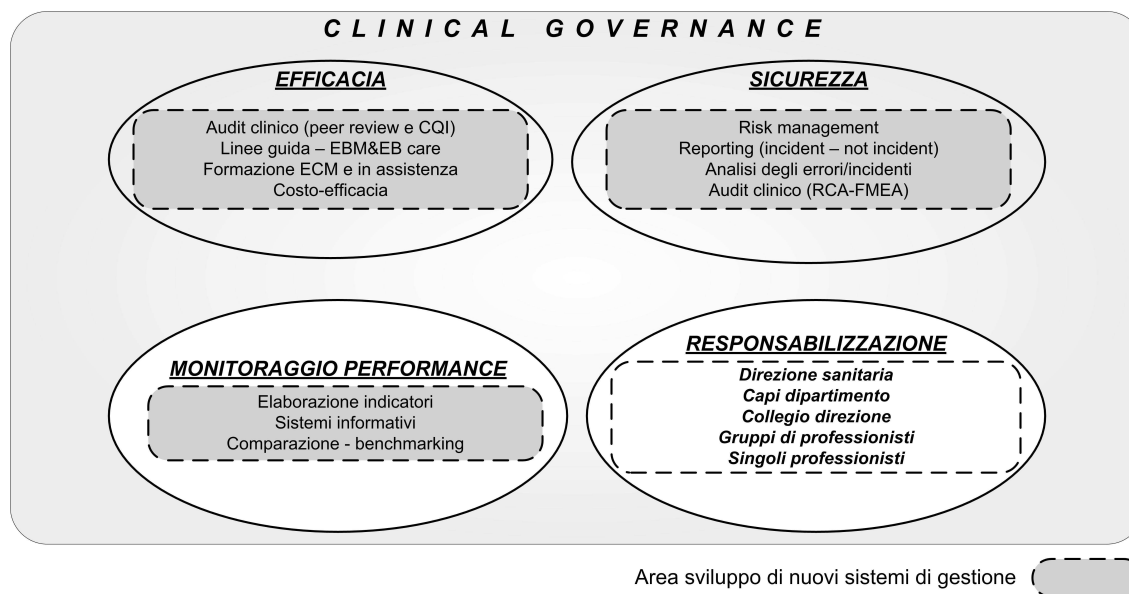 CLINICAL GOVERNANCE
EFFICACIA
Audit clinico (peer review e CQI)
Linee guida – EBM&EB care
Formazione ECM e in assistenza
Costo-efficacia
SICUREZZA
Risk management
Reporting (incident – not incident)
Analisi degli errori/incidenti
Audit clinico (RCA-FMEA)
MONITORAGGIO PERFORMANCE
Elaborazione indicatori
Sistemi informativi
Comparazione - benchmarking
RESPONSABILIZZAZIONE
Direzione sanitaria
Capi dipartimento
Collegio direzione
Gruppi di professionisti
Singoli professionisti
Area sviluppo di nuovi sistemi di gestione